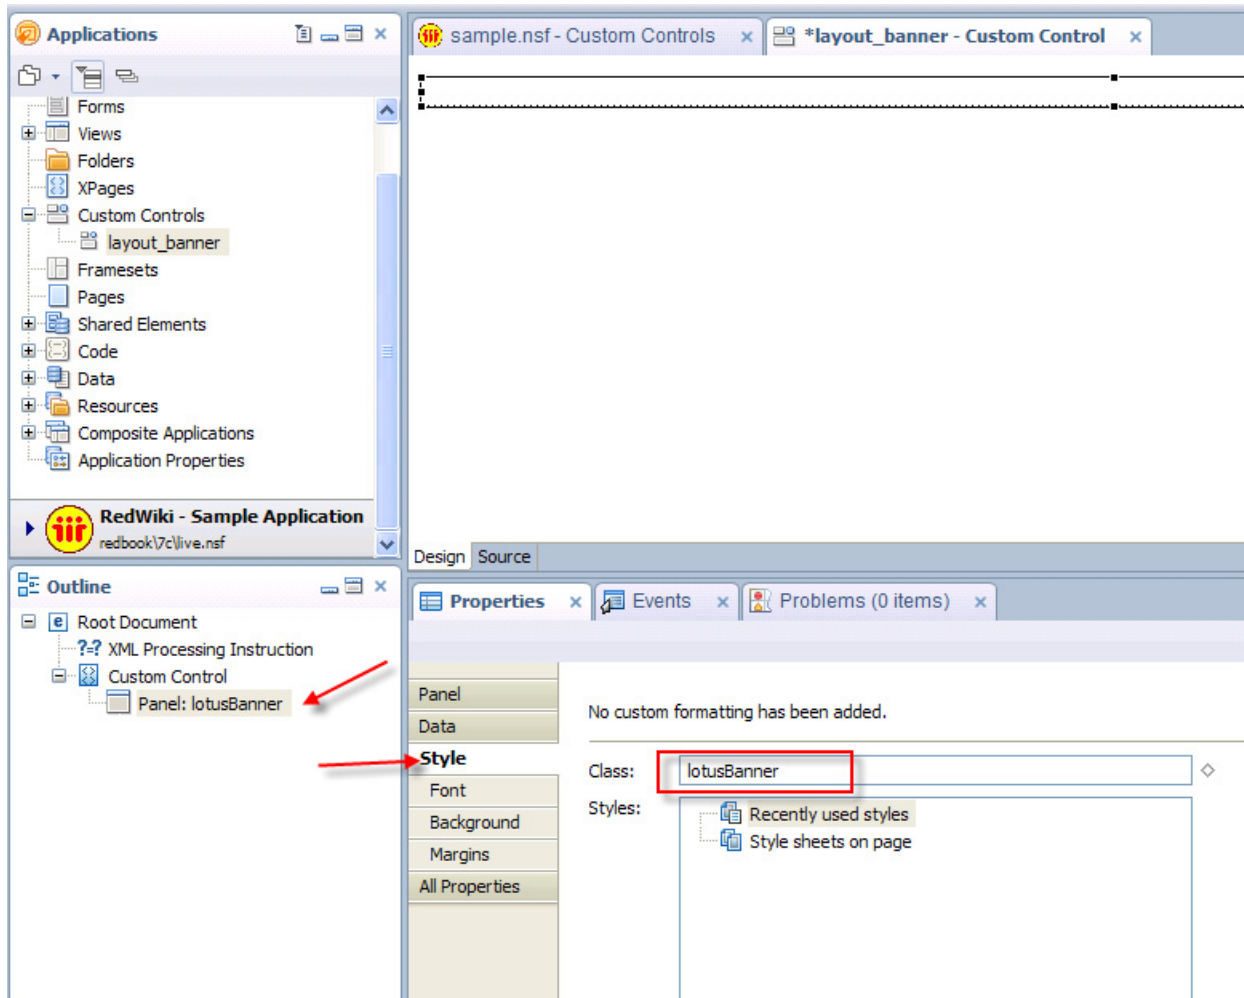 Applications
Forms
Views
Folders
XPages
Custom Controls
layout_banner
Framesets
Pages
Shared Elements
Code
Data
Resources
Composite Applications
Application Properties
RedWiki - Sample Application
redbook\7c\live.nsf
sample.nsf - Custom Controls
*layout_banner - Custom Control
Design
Source
Outline
Root Document
XML Processing Instruction
Custom Control
Panel: lotusBanner
Properties
Events
Problems (0 items)
Panel
Data
Style
Font
Background
Margins
All Properties
No custom formatting has been added.
Class:
lotusBanner
Styles:
Recently used styles
Style sheets on page